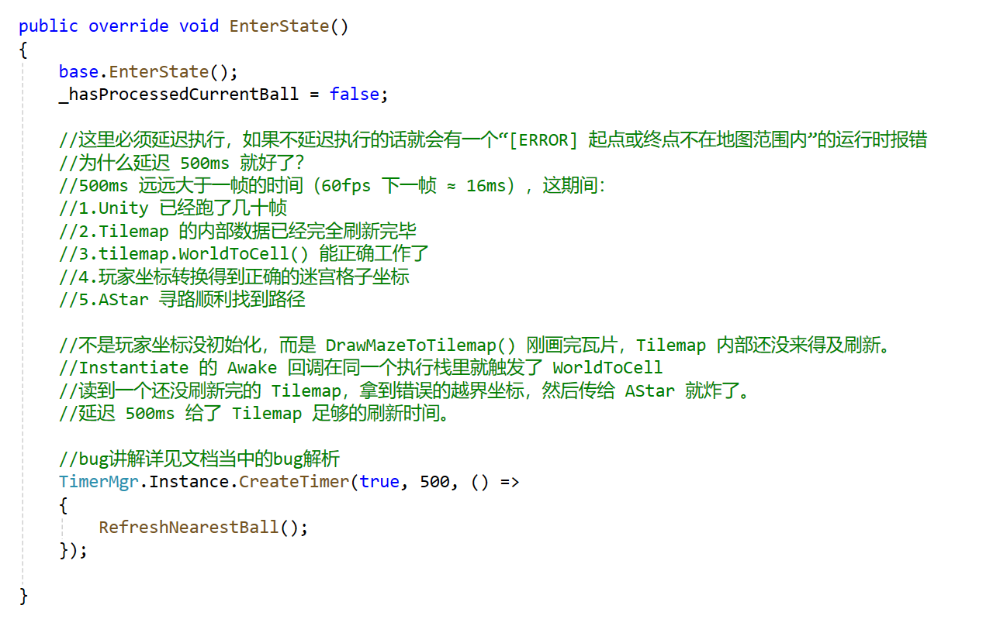 public override void EnterState()
{
base.EnterState();
_hasProcessedCurrentBall = false;
//这里必须延迟执行，如果不延迟执行的话就会有一个“[ERROR] 起点或终点不在地图范围内”的运行时报错
//为什么延迟 500ms 就好了？
//500ms 远远大于一帧的时间（60fps 下一帧 ≈ 16ms），这期间：
//1.Unity 已经跑了几十帧
//2.Tilemap 的内部数据已经完全刷新完毕
//3.tilemap.WorldToCell() 能正确工作了
//4.玩家坐标转换得到正确的迷宫格子坐标
//5.AStar 寻路顺利找到路径
//不是玩家坐标没初始化，而是 DrawMazeToTilemap() 刚画完瓦片，Tilemap 内部还没来得及刷新。
//Instantiate 的 Awake 回调在同一个执行栈里就触发了 WorldToCell
//读到一个还没刷新完的 Tilemap，拿到错误的越界坐标，然后传给 AStar 就炸了。
//延迟 500ms 给了 Tilemap 足够的刷新时间。
//bug讲解详见文档当中的bug解析
TimerMgr.Instance.CreateTimer(true, 500, () =>
{
RefreshNearestBall();
});
}